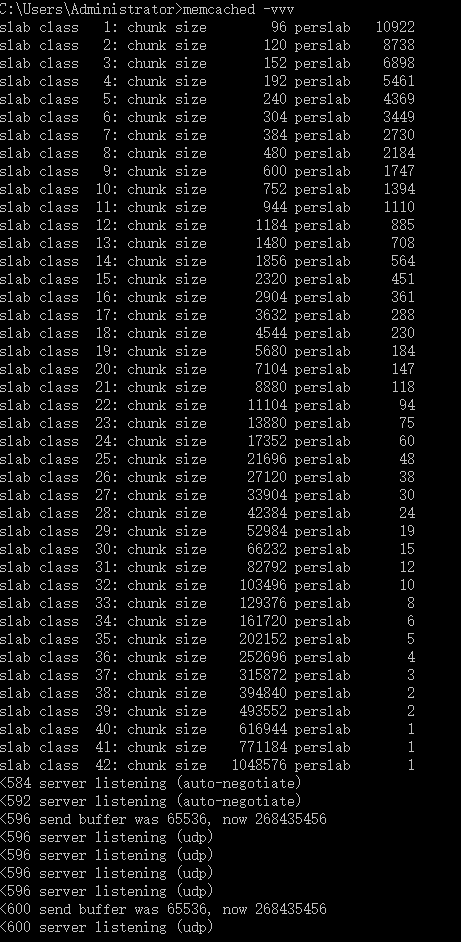 C:\Users\Administrator>memcached -vvv
slab class   1: chunk size        96 perslab   10922
slab class   2: chunk size       120 perslab    8738
slab class   3: chunk size       152 perslab    6898
slab class   4: chunk size       192 perslab    5461
slab class   5: chunk size       240 perslab    4369
slab class   6: chunk size       304 perslab    3449
slab class   7: chunk size       384 perslab    2730
slab class   8: chunk size       480 perslab    2184
slab class   9: chunk size       600 perslab    1747
slab class  10: chunk size       752 perslab    1394
slab class  11: chunk size       944 perslab    1110
slab class  12: chunk size      1184 perslab     885
slab class  13: chunk size      1480 perslab     708
slab class  14: chunk size      1856 perslab     564
slab class  15: chunk size      2320 perslab     451
slab class  16: chunk size      2904 perslab     361
slab class  17: chunk size      3632 perslab     288
slab class  18: chunk size      4544 perslab     230
slab class  19: chunk size      5680 perslab     184
slab class  20: chunk size      7104 perslab     147
slab class  21: chunk size      8880 perslab     118
slab class  22: chunk size     11104 perslab      94
slab class  23: chunk size     13880 perslab      75
slab class  24: chunk size     17352 perslab      60
slab class  25: chunk size     21696 perslab      48
slab class  26: chunk size     27120 perslab      38
slab class  27: chunk size     33904 perslab      30
slab class  28: chunk size     42384 perslab      24
slab class  29: chunk size     52984 perslab      19
slab class  30: chunk size     66232 perslab      15
slab class  31: chunk size     82792 perslab      12
slab class  32: chunk size    103496 perslab      10
slab class  33: chunk size    129376 perslab       8
slab class  34: chunk size    161720 perslab       6
slab class  35: chunk size    202152 perslab       5
slab class  36: chunk size    252696 perslab       4
slab class  37: chunk size    315872 perslab       3
slab class  38: chunk size    394840 perslab       2
slab class  39: chunk size    493552 perslab       2
slab class  40: chunk size    616944 perslab       1
slab class  41: chunk size    771184 perslab       1
slab class  42: chunk size   1048576 perslab       1
<584 server listening (auto-negotiate)
<592 server listening (auto-negotiate)
<596 send buffer was 65536, now 268435456
<596 server listening (udp)
<596 server listening (udp)
<596 server listening (udp)
<596 server listening (udp)
<600 send buffer was 65536, now 268435456
<600 server listening (udp)